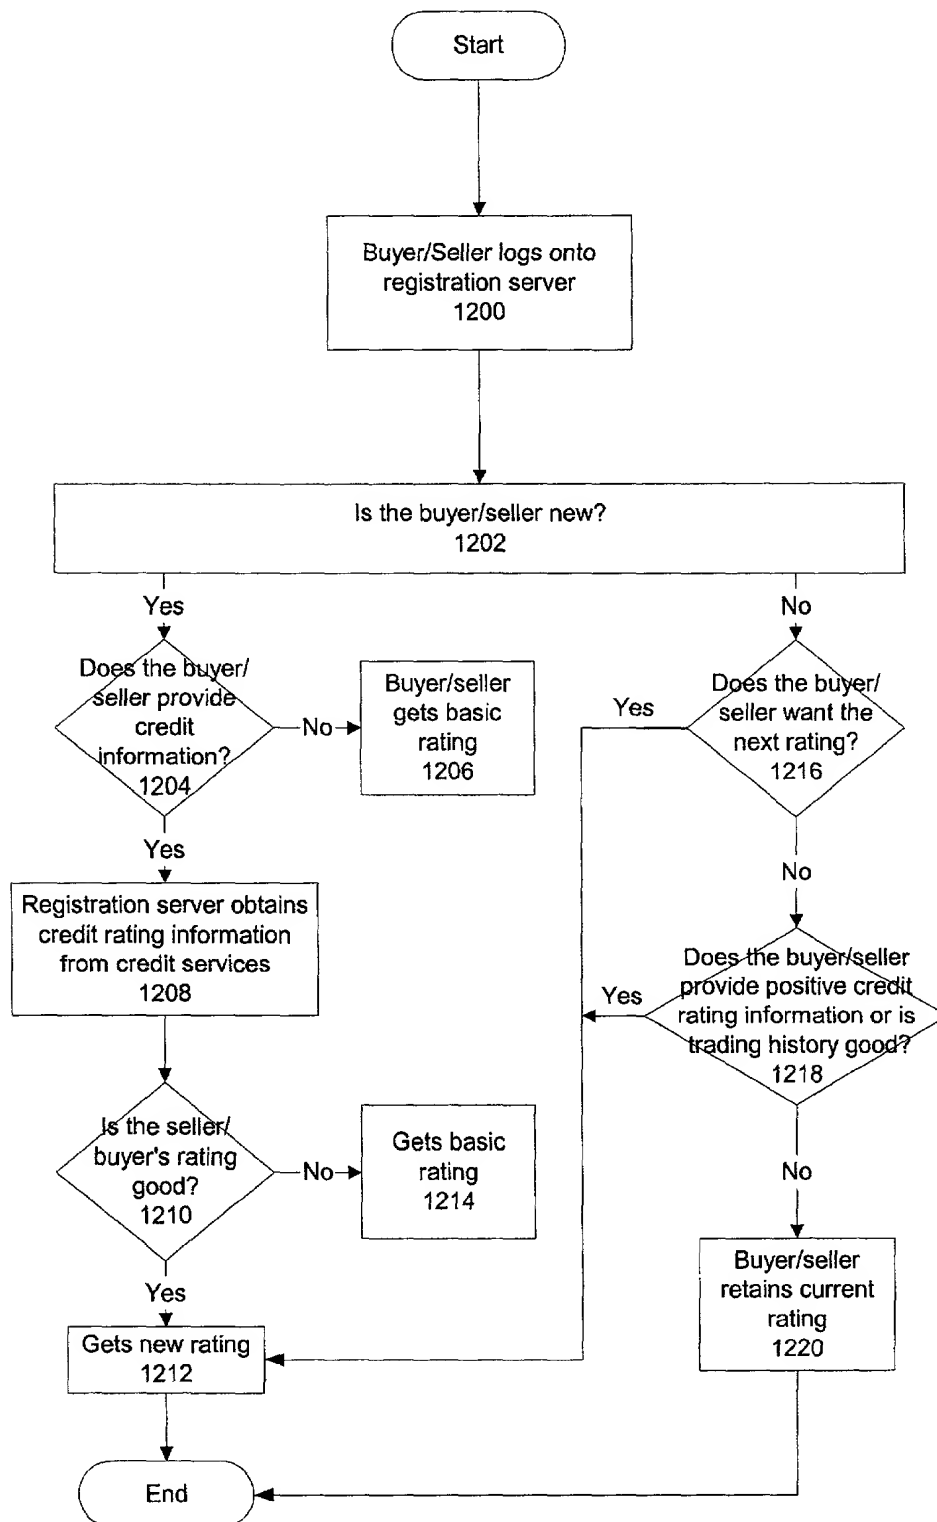 Start
Buyer/Seller logs onto
registration server
1200
Is the buyer/seller new?
1202
Yes
No
Does the buyer/
seller provide
credit
information?
1204
No
Buyer/seller
gets basic
rating
1206
Yes
Does the buyer/
seller want the
next rating?
1216
Yes
No
Registration server obtains
credit rating information
from credit services
1208
Yes
Does the buyer/seller
provide positive credit
rating information or is
trading history good?
1218
Is the seller/
buyer's rating
good?
1210
No
Gets basic
rating
1214
No
Yes
Buyer/seller
retains current
rating
1220
Gets new rating
1212
End